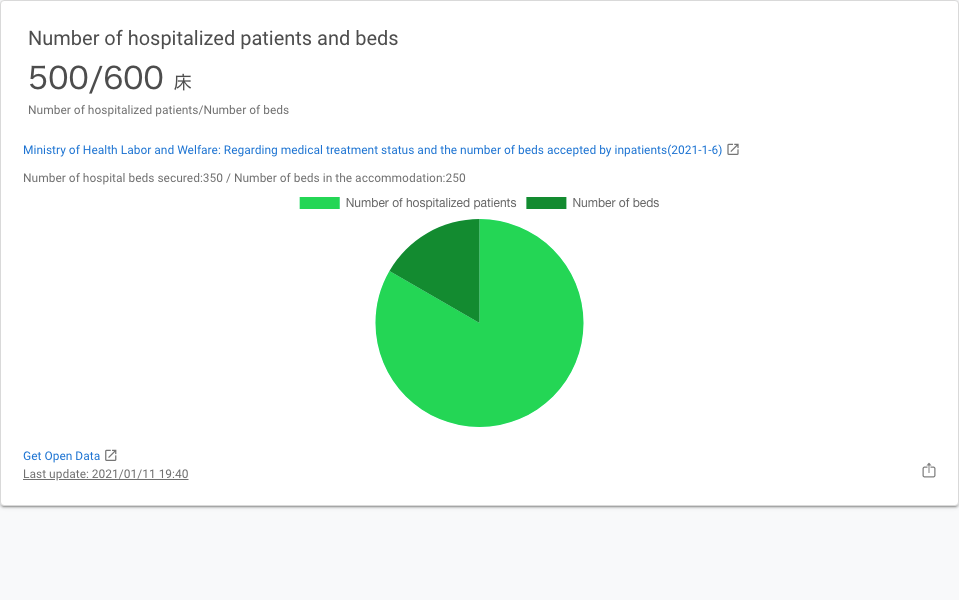 Number of hospitalized patients and beds
500/600 床
Number of hospitalized patients/Number of beds
Ministry of Health Labor and Welfare: Regarding medical treatment status and the number of beds accepted by inpatients(2021-1-6)
Number of hospital beds secured:350 / Number of beds in the accommodation:250
Number of hospitalized patients Number of beds
Get Open Data
Last update: 2021/01/11 19:40